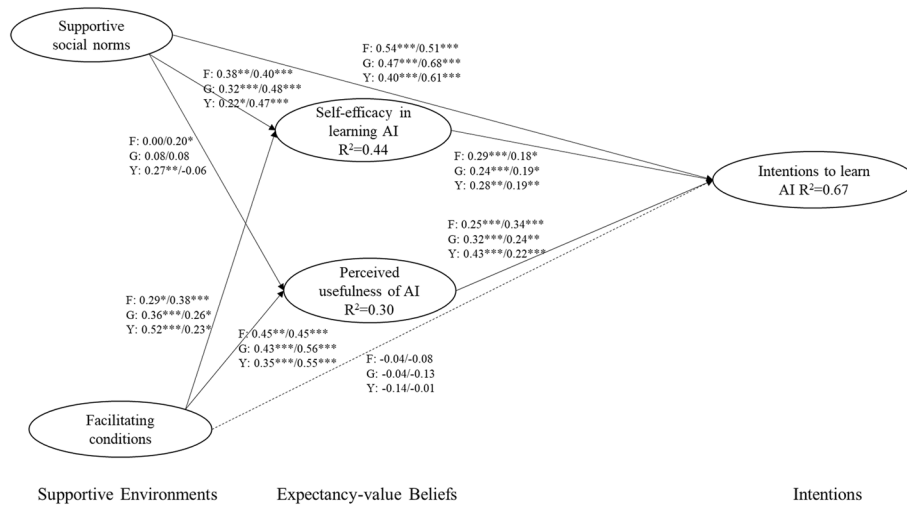 Supportive
social norms
F: 0.54***/0.51***
G: 0.47***/0.68***
Y: 0.40***/0.61***
F: 0.38**/0.40***
G: 0.32***/0.48***
Y: 0.22*/0.47***
Self-efficacy in
learning AI
R²=0.44
F: 0.00/0.20*
G: 0.08/0.08
Y: 0.27**/-0.06
F: 0.29***/0.18*
G: 0.24***/0.19*
Y: 0.28**/0.19**
Intentions to learn
AI R²=0.67
F: 0.25***/0.34***
G: 0.32***/0.24**
Y: 0.43***/0.22***
Perceived
usefulness of AI
R²=0.30
F: 0.29*/0.38***
G: 0.36***/0.26*
Y: 0.52***/0.23*
F: 0.45**/0.45***
G: 0.43***/0.56***
Y: 0.35***/0.55***
F: -0.04/-0.08
G: -0.04/-0.13
Y: -0.14/-0.01
Facilitating
conditions
Supportive Environments
Expectancy-value Beliefs
Intentions